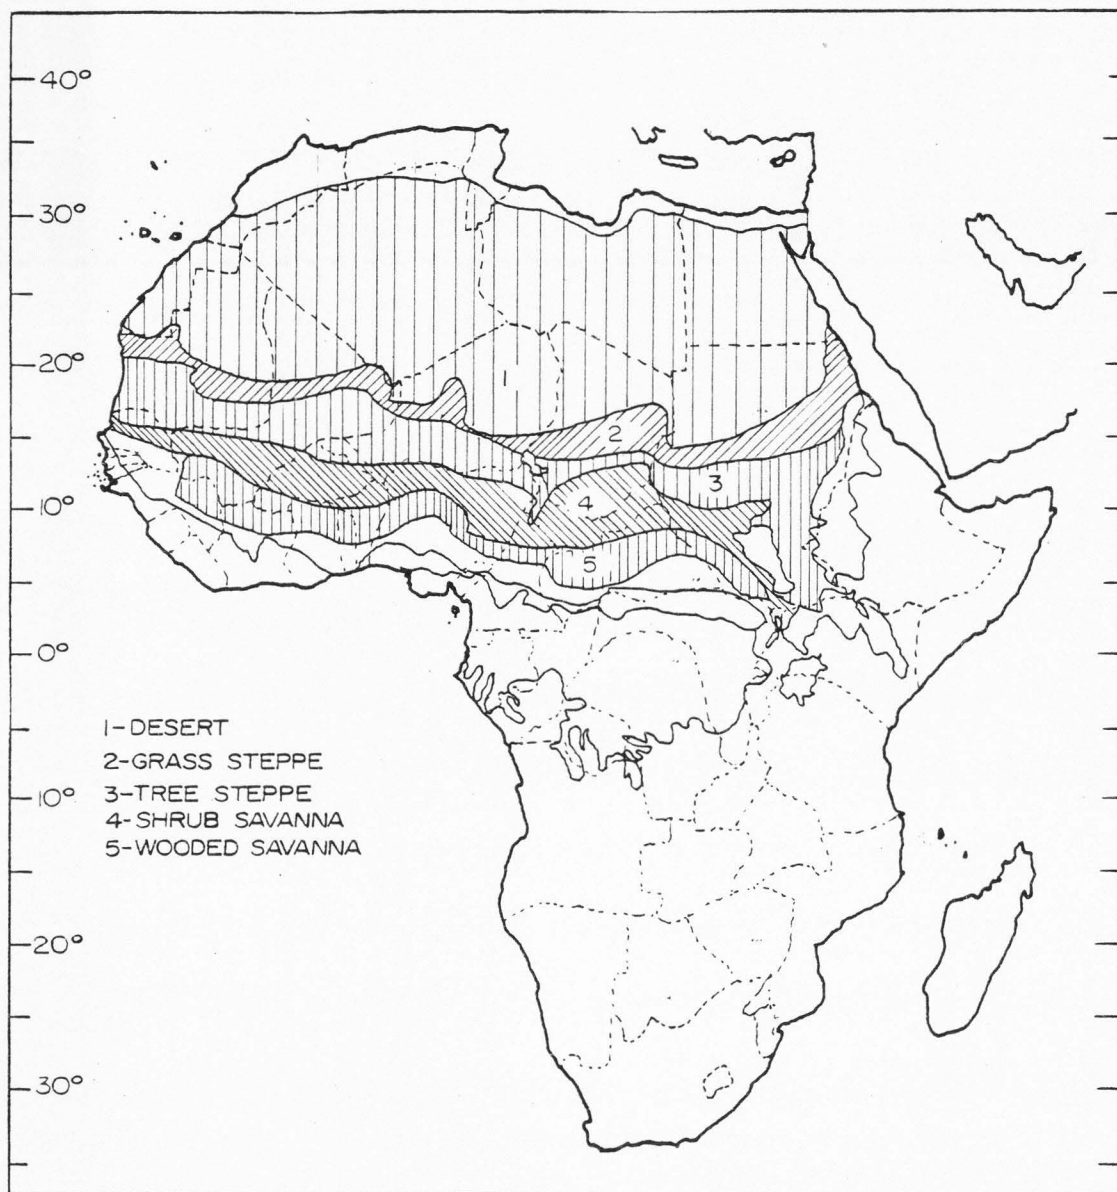 40°
30°
20°
1
2
3
10°
4
5
0°
1-DESERT
2-GRASS STEPPE
3-TREE STEPPE
10°
4-SHRUB SAVANNA
5-WOODED SAVANNA
20°
30°